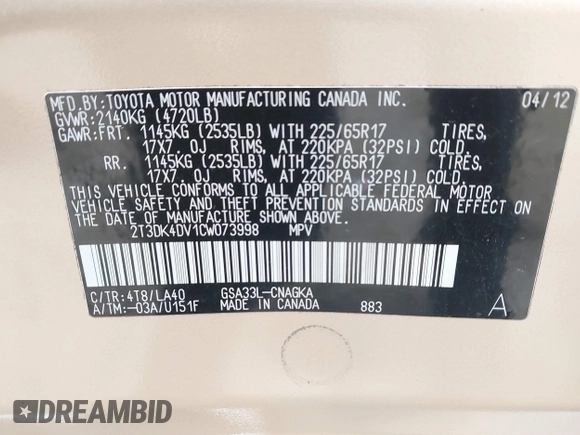 MFD.BY:TOYOTA MOTOR MANUFACTURING CANADA INC. 04/12
GVWR:2140KG (4720LB)
GAWR:FRT. 1145KG (2535LB) WITH 225/65R17 TIRES,
17X7.0J RIMS, AT 220KPA (32PSI) COLD.
RR. 1145KG (2535LB) WITH 225/65R17 TIRES,
17X7.0J RIMS, AT 220KPA (32PSI) COLD.
THIS VEHICLE CONFORMS TO ALL APPLICABLE FEDERAL MOTOR
VEHICLE SAFETY AND THEFT PREVENTION STANDARDS IN
EFFECT ON THE DATE OF MANUFACTURE SHOWN ABOVE.
2T3DK4DV1CW073998 MPV
C/TR:4T8/LA40 GSA33L-CNAGKA
A/TM:-03A/U151F MADE IN CANADA 883 A
DREAMBID